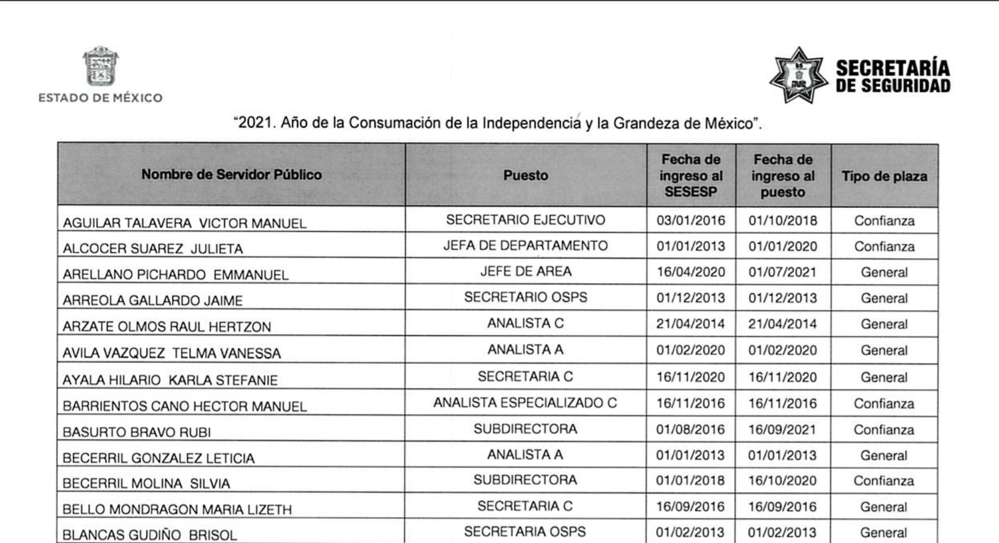 ESTADO DE MÉXICO
SECRETARÍA
DE SEGURIDAD
“2021. Año de la Consumación de la Independencia y la Grandeza de México”.
Nombre de Servidor Público Puesto Fecha de ingreso al SESESP Fecha de ingreso al puesto Tipo de plaza
AGUILAR TALAVERA VICTOR MANUEL SECRETARIO EJECUTIVO 03/01/2016 01/10/2018 Confianza
ALCOCER SUAREZ JULIETA JEFA DE DEPARTAMENTO 01/01/2013 01/01/2020 Confianza
ARELLANO PICHARDO EMMANUEL JEFE DE AREA 16/04/2020 01/07/2021 General
ARREOLA GALLARDO JAIME SECRETARIO OSPS 01/12/2013 01/12/2013 General
ARZATE OLMOS RAUL HERTZON ANALISTA C 21/04/2014 21/04/2014 General
AVILA VAZQUEZ TELMA VANESSA ANALISTA A 01/02/2020 01/02/2020 General
AYALA HILARIO KARLA STEFANIE SECRETARIA C 16/11/2020 16/11/2020 General
BARRIENTOS CANO HECTOR MANUEL ANALISTA ESPECIALIZADO C 16/11/2016 16/11/2016 Confianza
BASURTO BRAVO RUBI SUBDIRECTORA 01/08/2016 16/09/2021 Confianza
BECERRIL GONZALEZ LETICIA ANALISTA A 01/01/2013 01/01/2013 General
BECERRIL MOLINA SILVIA SUBDIRECTORA 01/01/2018 16/10/2020 Confianza
BELLO MONDRAGON MARIA LIZETH SECRETARIA C 16/09/2016 16/09/2016 General
BLANCAS GUDIÑO BRISOL SECRETARIA OSPS 01/02/2013 01/02/2013 General